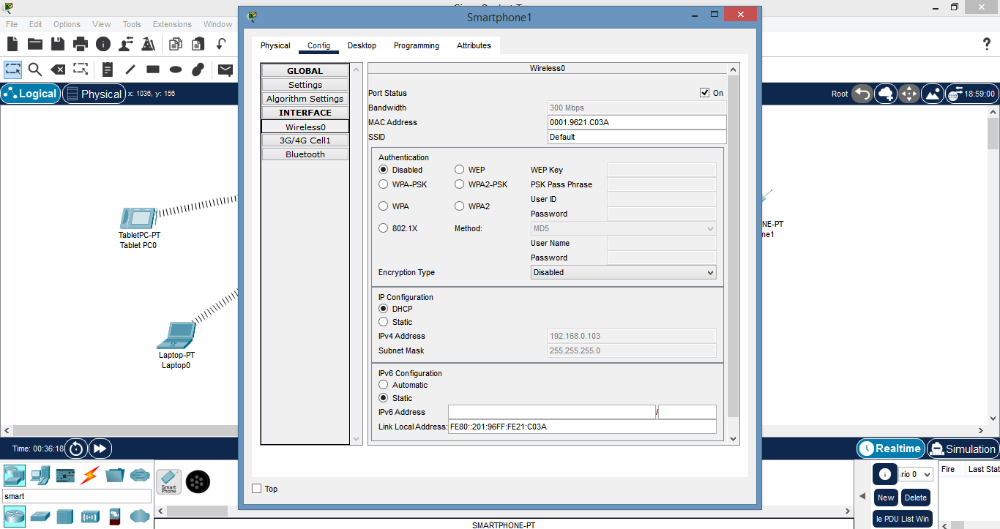 Smartphone1
File Edit Options View Tools Extensions Window
Physical Config Desktop Programming Attributes
Logical Physical x: 1036, y: 156
Root 18:59:00
GLOBAL
Settings
Algorithm Settings
INTERFACE
Wireless0
3G/4G Cell1
Bluetooth
Wireless0
Port Status On
Bandwidth 300 Mbps
MAC Address 0001.9621.C03A
SSID Default
Authentication
Disabled WEP WEP Key
WPA-PSK WPA2-PSK PSK Pass Phrase
User ID
WPA WPA2
Password
802.1X Method: MD5
User Name
Password
Encryption Type Disabled
IP Configuration
DHCP
Static
IPv4 Address 192.168.0.103
Subnet Mask 255.255.255.0
IPv6 Configuration
Automatic
Static
IPv6 Address /
Link Local Address: FE80::201:96FF:FE21:C03A
Top
TabletPC-PT
Tablet PC0
Laptop-PT
Laptop0
NE-PT
ne1
Time: 00:36:18
Realtime Simulation
smart
Smart
Phone
SMARTPHONE-PT
rio 0
New Delete
le PDU List Win
Fire Last Stat